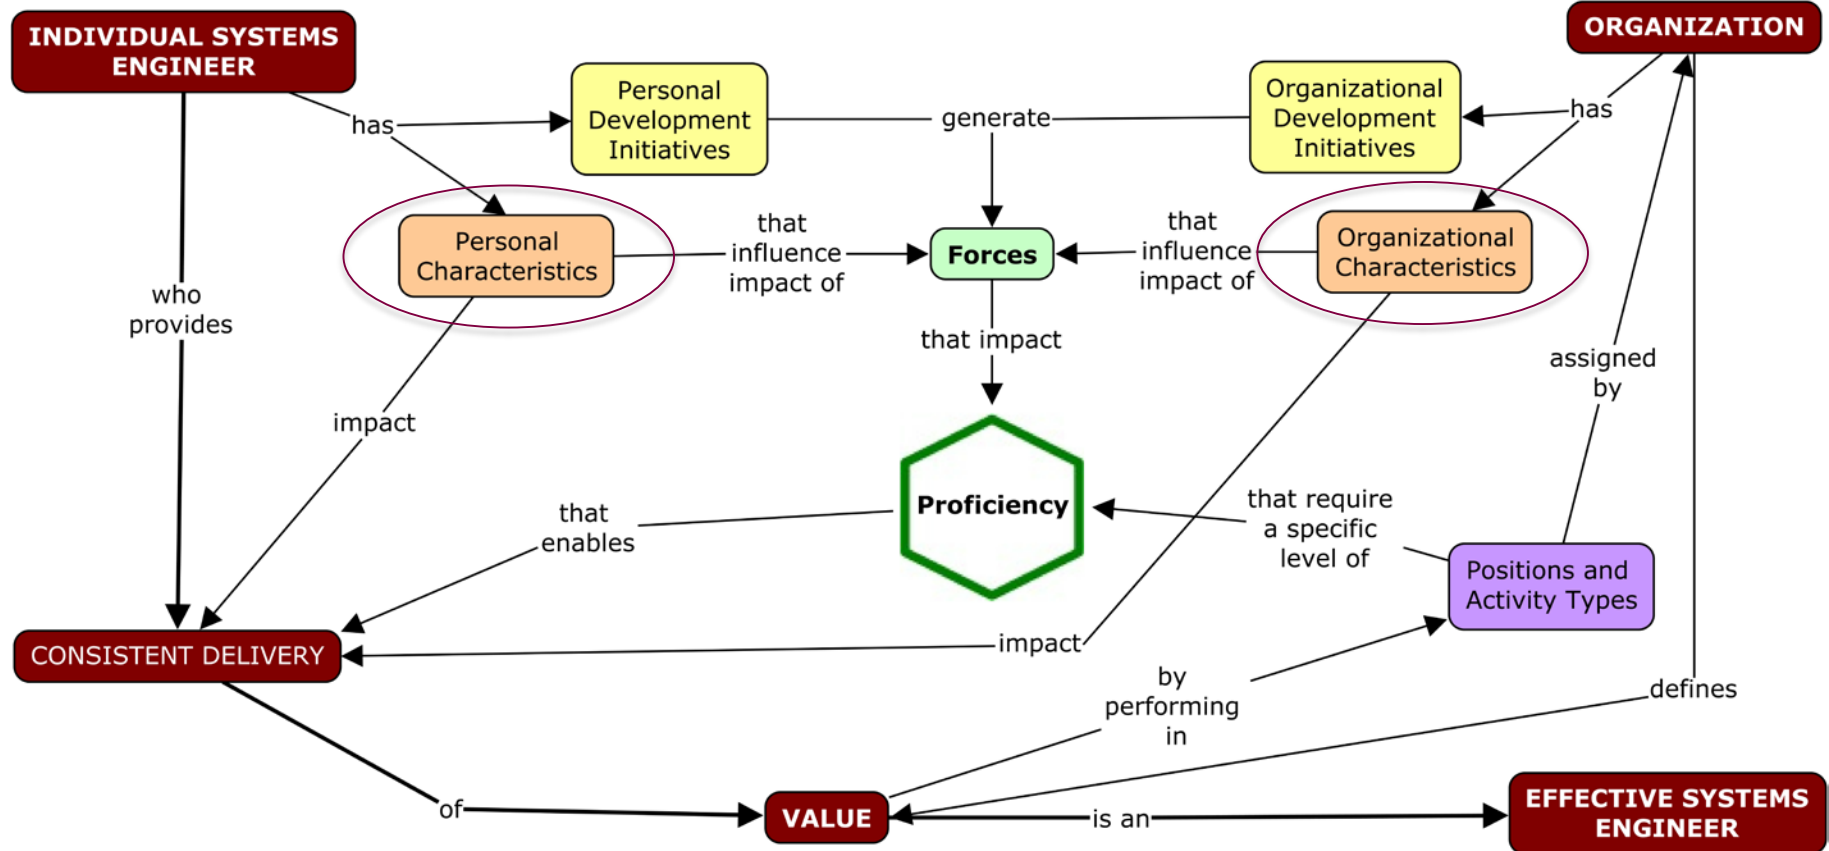 INDIVIDUAL SYSTEMS
ENGINEER
ORGANIZATION
Personal
Development
Initiatives
Organizational
Development
Initiatives
has
generate
has
Personal
Characteristics
that
influence
impact of
Forces
that
influence
impact of
Organizational
Characteristics
who
provides
that impact
assigned
by
impact
Proficiency
that
enables
that require
a specific
level of
Positions and
Activity Types
CONSISTENT DELIVERY
impact
by
performing
in
defines
of
VALUE
is an
EFFECTIVE SYSTEMS
ENGINEER